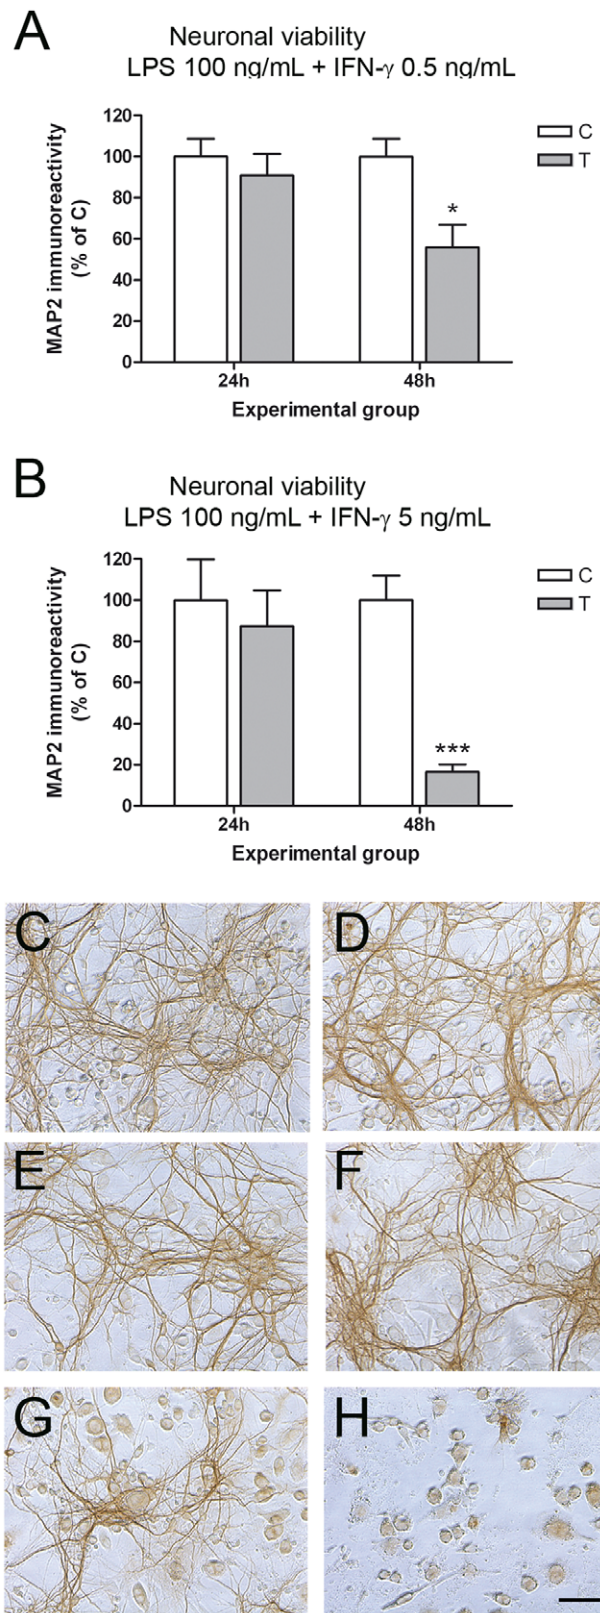 A
Neuronal viability
LPS 100 ng/mL + IFN-γ 0.5 ng/mL
MAP2 immunoreactivity
(% of C)
120
100
80
60
40
20
0
*
C
T
24h
48h
Experimental group
B
Neuronal viability
LPS 100 ng/mL + IFN-γ 5 ng/mL
MAP2 immunoreactivity
(% of C)
120
100
80
60
40
20
0
***
C
T
24h
48h
Experimental group
C
D
E
F
G
H